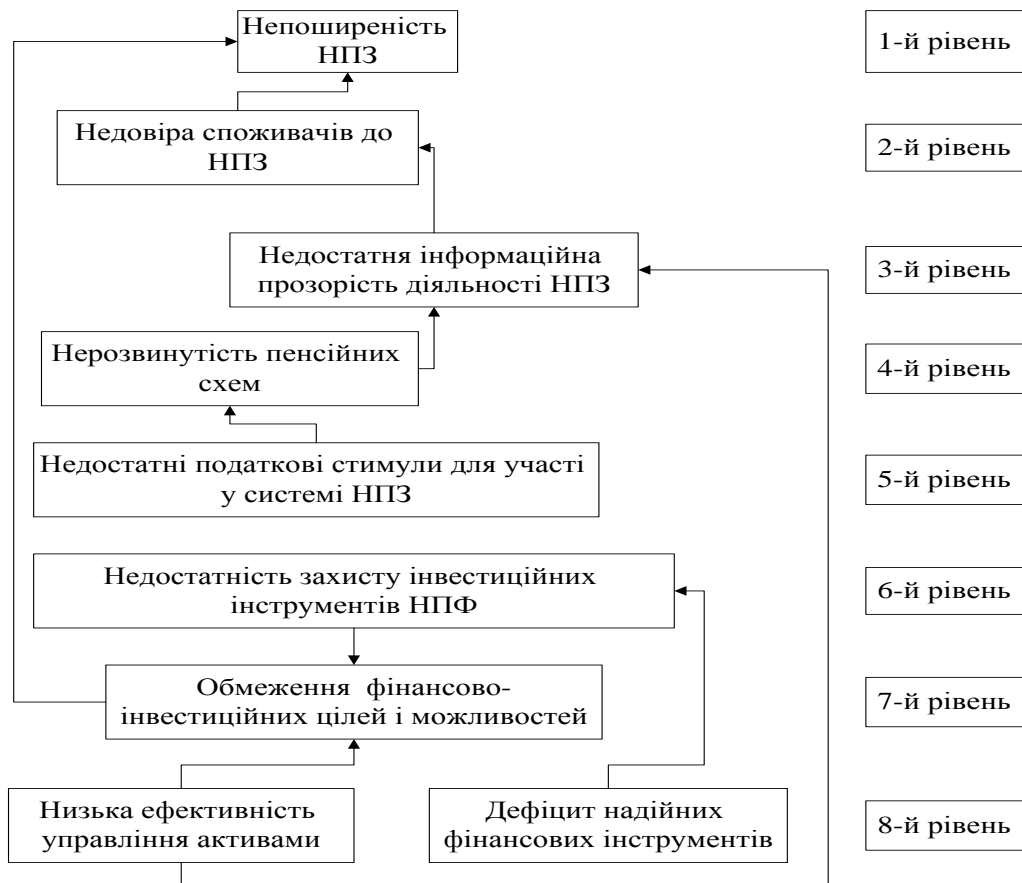 Непоширеність
НПЗ
1-й рівень
Недовіра споживачів до
НПЗ
2-й рівень
Недостатня інформаційна
прозорість діяльності НПЗ
3-й рівень
Нерозвинутість пенсійних
схем
4-й рівень
Недостатні податкові стимули для участі
у системі НПЗ
5-й рівень
Недостатність захисту інвестиційних
інструментів НПФ
6-й рівень
Обмеження фінансово-
інвестиційних цілей і можливостей
7-й рівень
Низька ефективність
управління активами
Дефіцит надійних
фінансових інструментів
8-й рівень